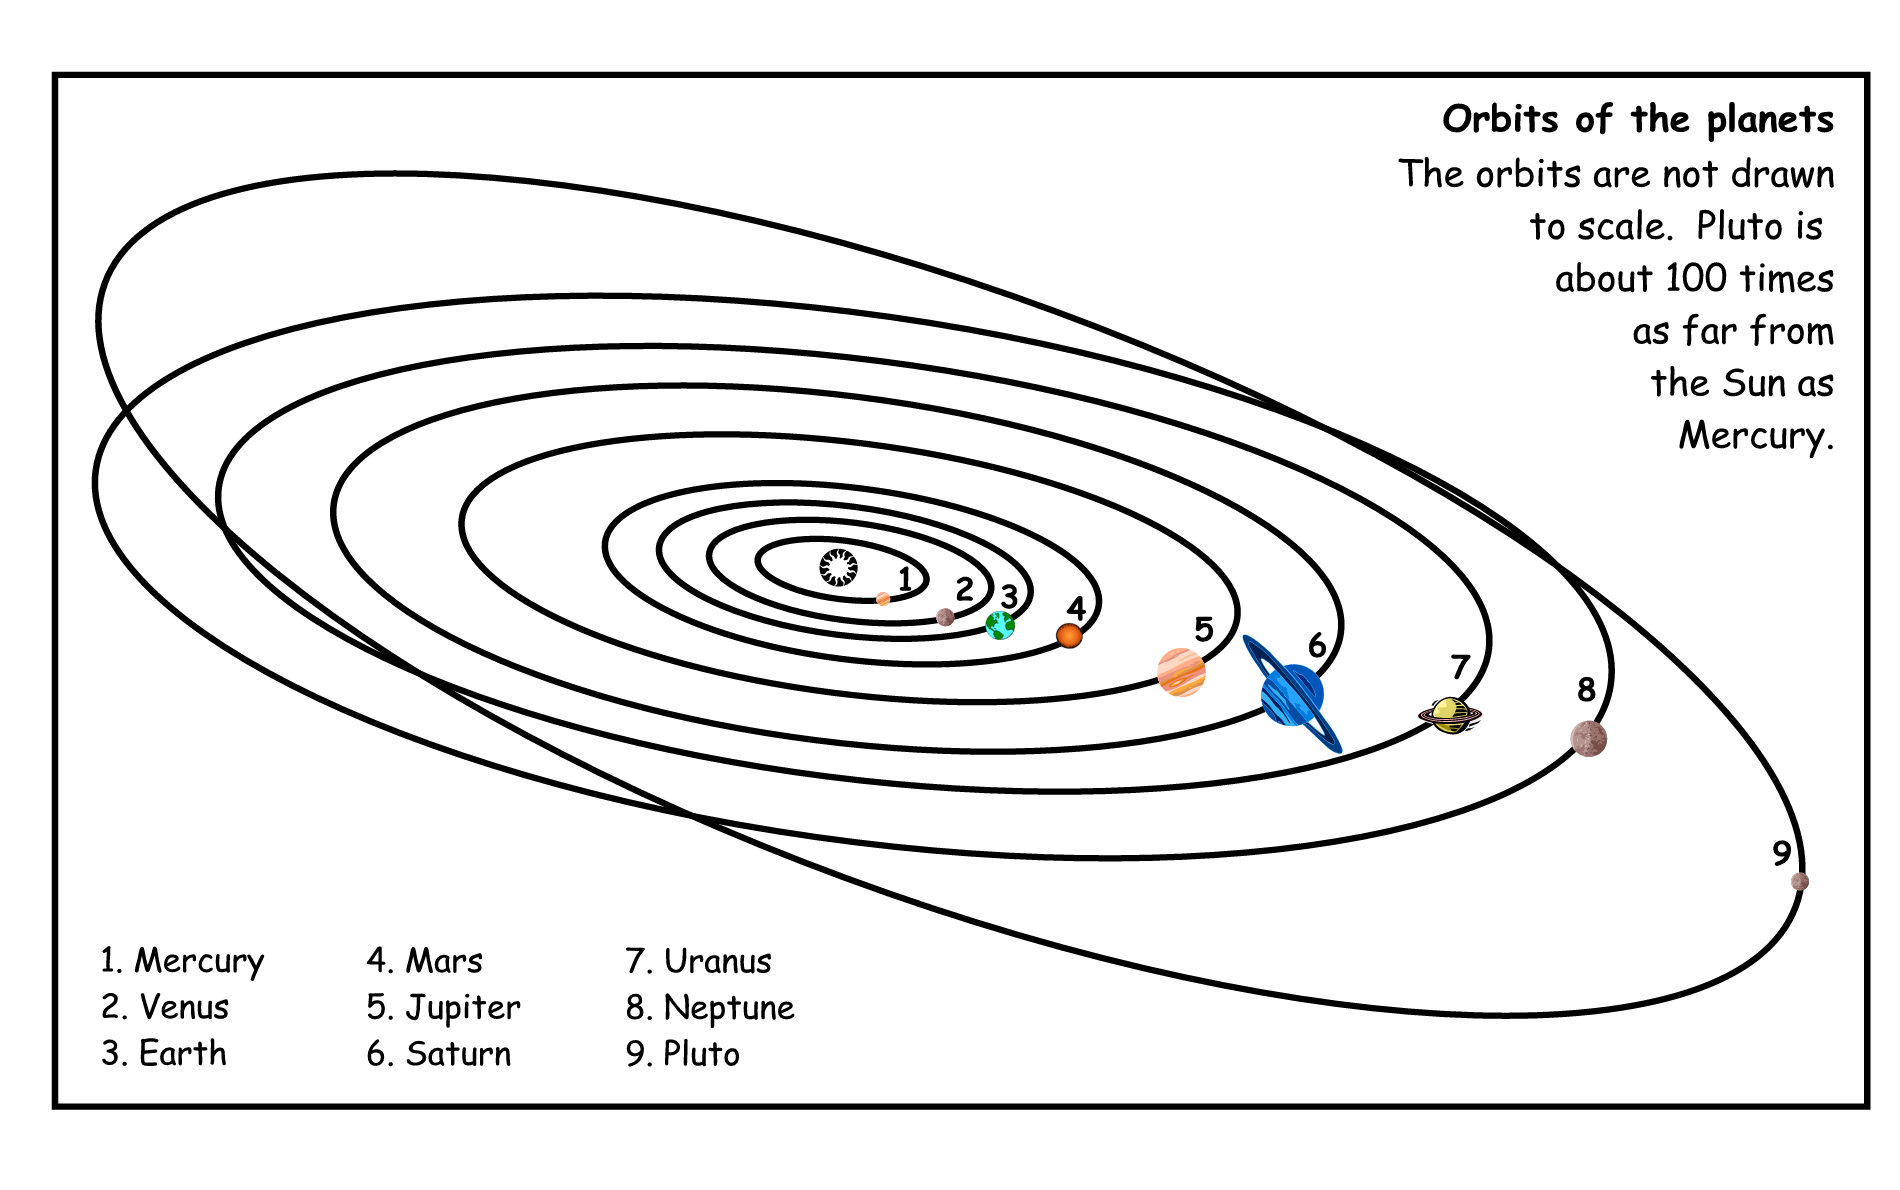 Orbits of the planets
The orbits are not drawn
to scale. Pluto is
about 100 times
as far from
the Sun as
Mercury.
1
2
3
4
5
6
7
8
9
1. Mercury
2. Venus
3. Earth
4. Mars
5. Jupiter
6. Saturn
7. Uranus
8. Neptune
9. Pluto